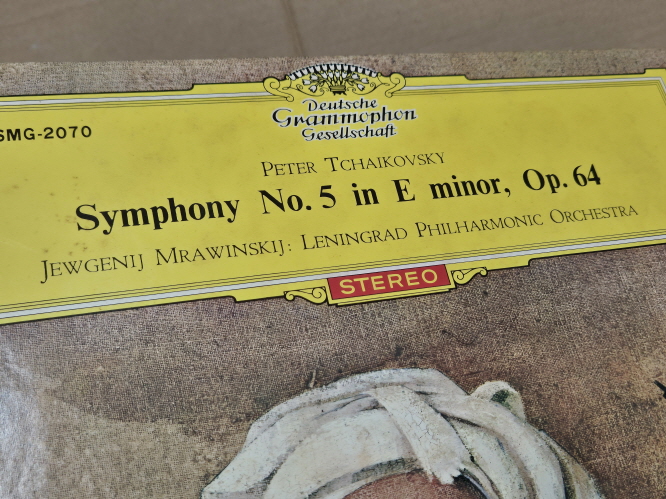 Deutsche
Grammophon
Gesellschaft
SMG-2070
PETER TCHAIKOVSKY
Symphony No. 5 in E minor, Op. 64
JEWGENIJ MRAWINSKIJ: LENINGRAD PHILHARMONIC ORCHESTRA
STEREO